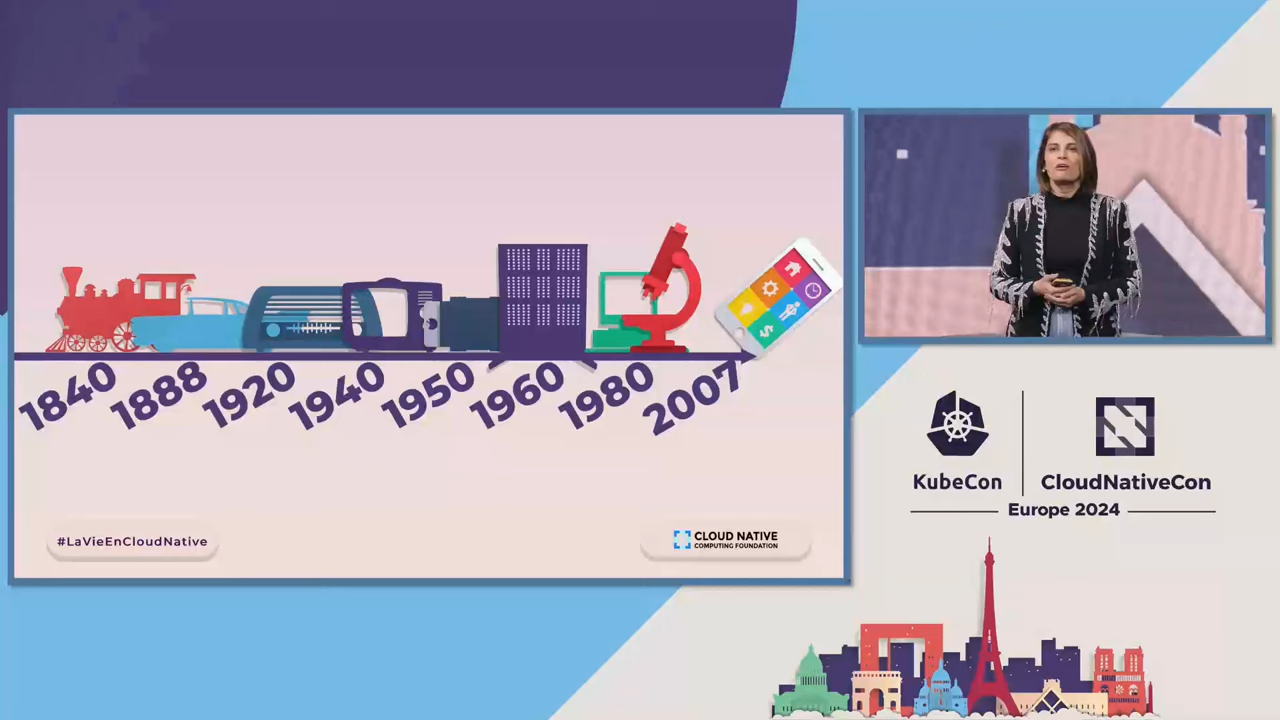 1840
1888
1920
1940
1950
1960
1980
2007
#LaVieEnCloudNative
CLOUD NATIVE
COMPUTING FOUNDATION
KubeCon
CloudNativeCon
Europe 2024